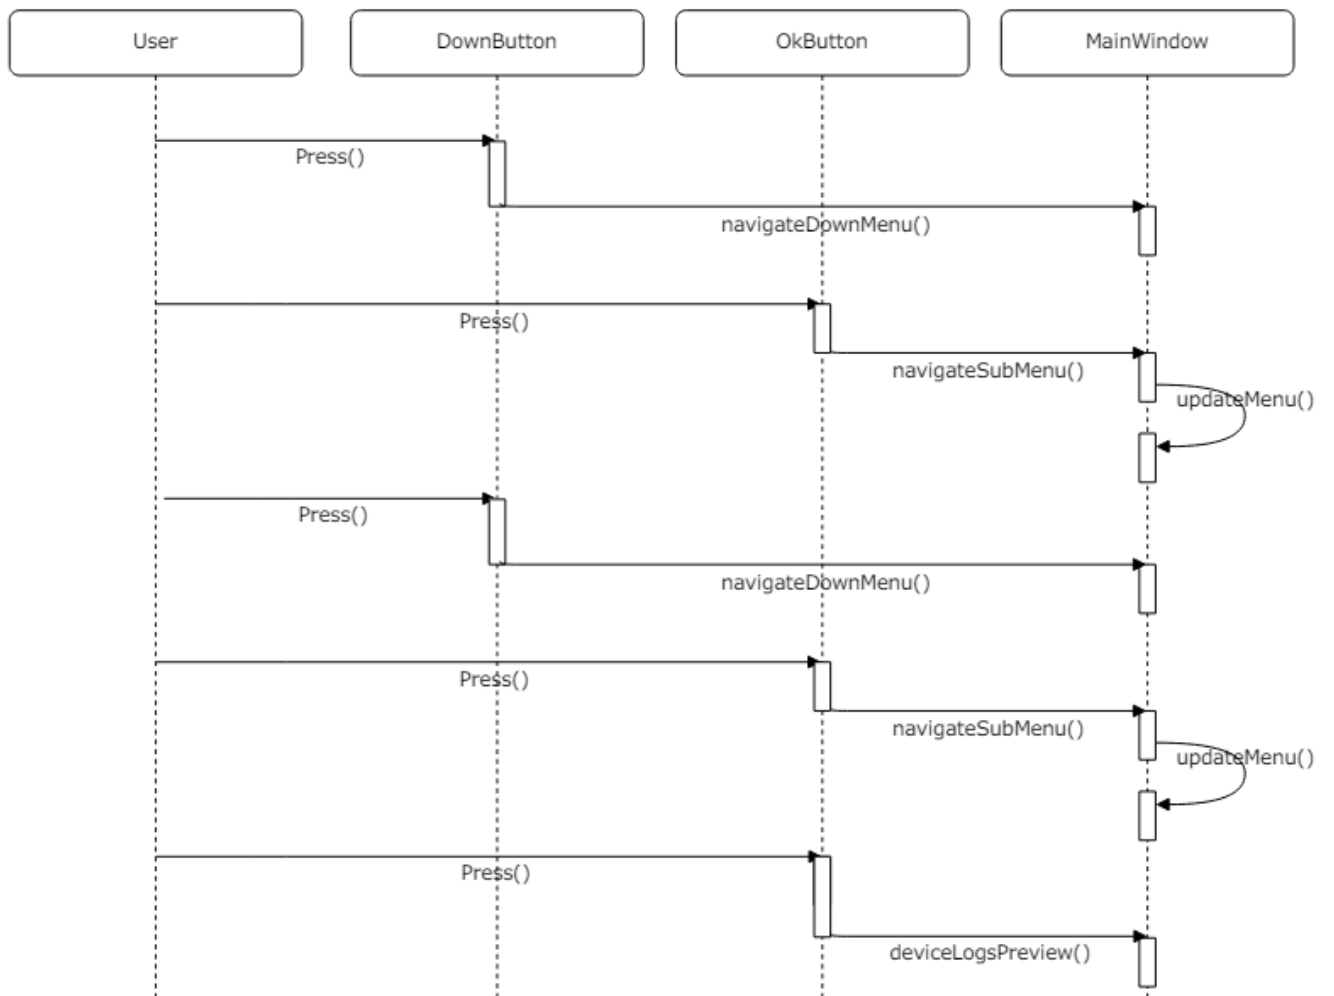 User
DownButton
OkButton
MainWindow
Press()
navigateDownMenu()
Press()
navigateSubMenu()
updateMenu()
Press()
navigateDownMenu()
Press()
navigateSubMenu()
updateMenu()
Press()
deviceLogsPreview()